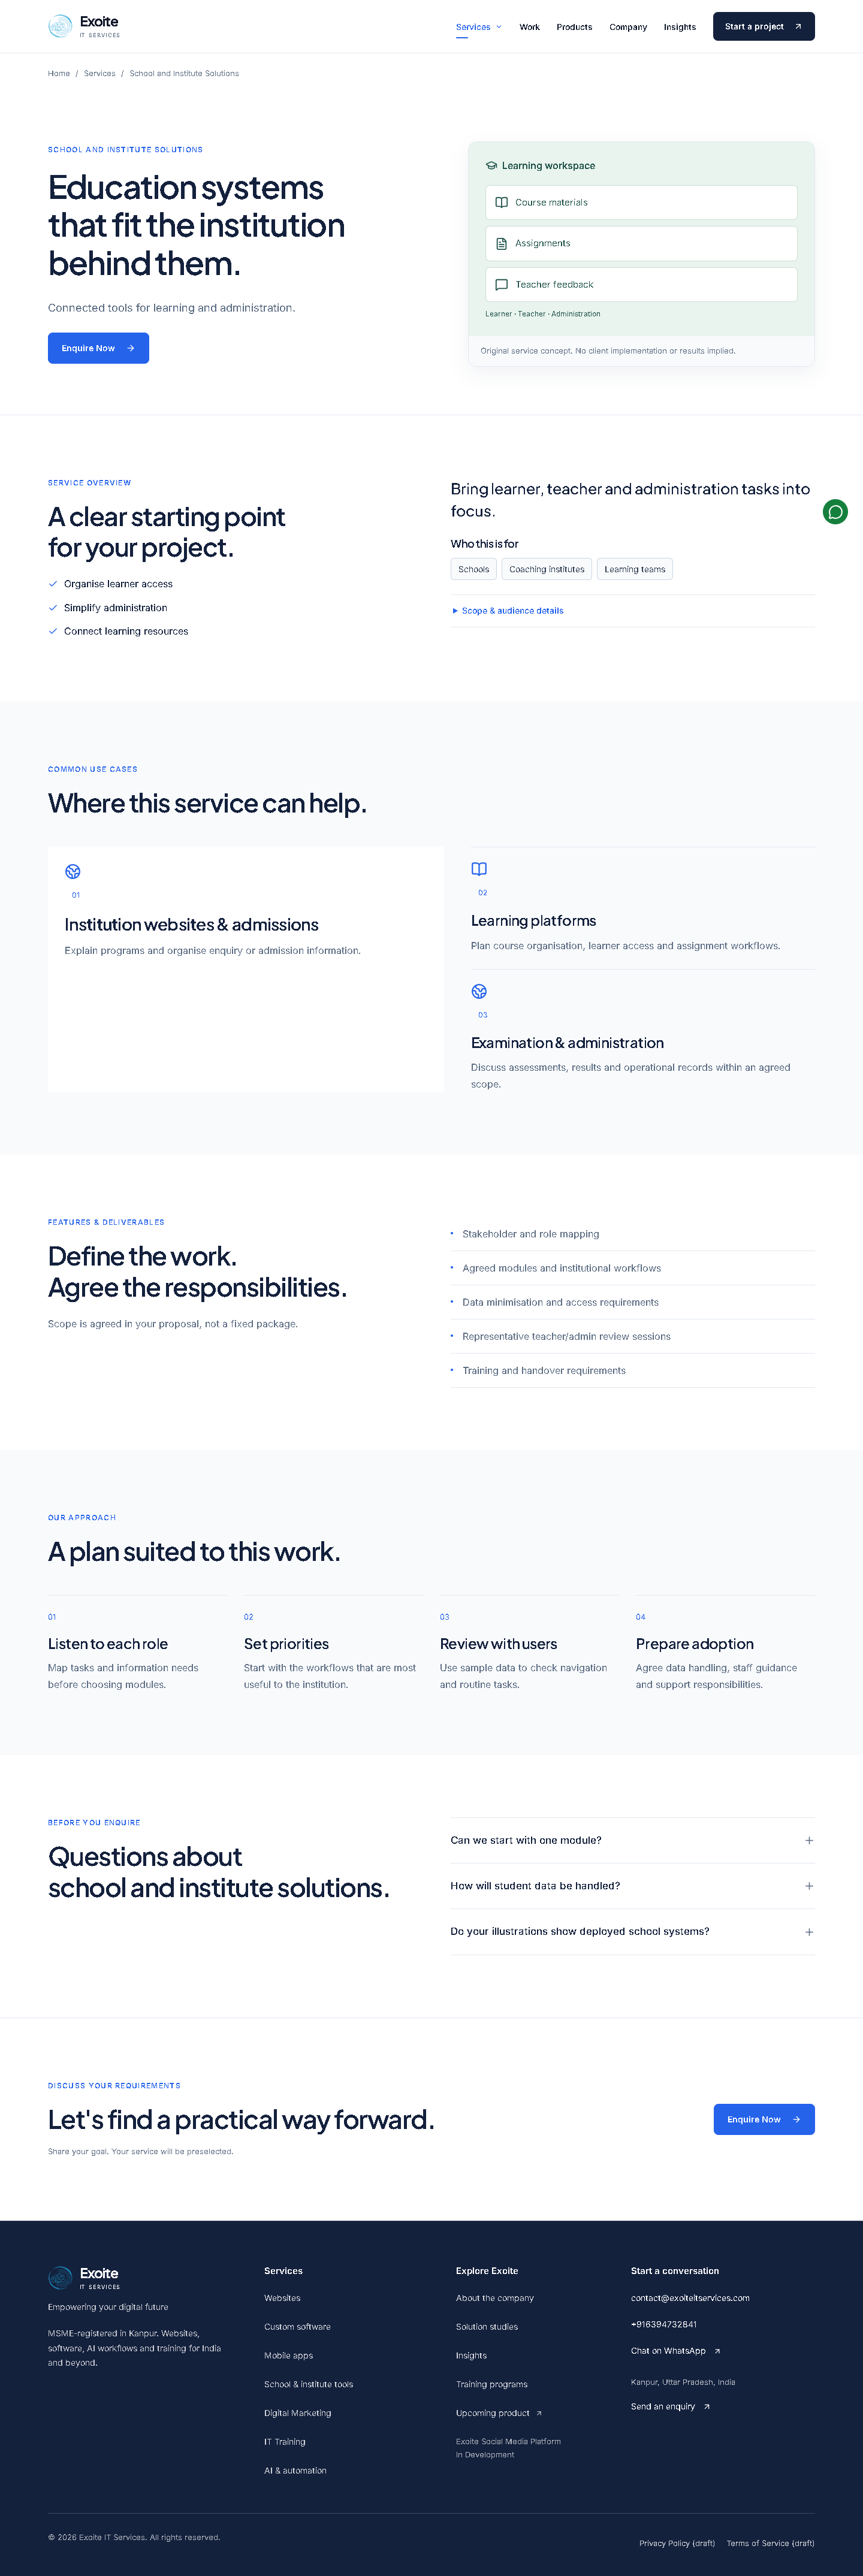 Exoite
IT SERVICES
Services
Work
Products
Company
Insights
Start a project
Home / Services / School and Institute Solutions
SCHOOL AND INSTITUTE SOLUTIONS
Education systems
that fit the institution
behind them.
Connected tools for learning and administration.
Enquire Now
Learning workspace
Course materials
Assignments
Teacher feedback
Learner · Teacher · Administration
Original service concept. No client implementation or results implied.
SERVICE OVERVIEW
A clear starting point
for your project.
Organise learner access
Simplify administration
Connect learning resources
Bring learner, teacher and administration tasks into
focus.
Who this is for
Schools
Coaching institutes
Learning teams
Scope & audience details
COMMON USE CASES
Where this service can help.
01
Institution websites & admissions
Explain programs and organise enquiry or admission information.
02
Learning platforms
Plan course organisation, learner access and assignment workflows.
03
Examination & administration
Discuss assessments, results and operational records within an agreed
scope.
FEATURES & DELIVERABLES
Define the work.
Agree the responsibilities.
Scope is agreed in your proposal, not a fixed package.
Stakeholder and role mapping
Agreed modules and institutional workflows
Data minimisation and access requirements
Representative teacher/admin review sessions
Training and handover requirements
OUR APPROACH
A plan suited to this work.
01
Listen to each role
Map tasks and information needs
before choosing modules.
02
Set priorities
Start with the workflows that are most
useful to the institution.
03
Review with users
Use sample data to check navigation
and routine tasks.
04
Prepare adoption
Agree data handling, staff guidance
and support responsibilities.
BEFORE YOU ENQUIRE
Questions about
school and institute solutions.
Can we start with one module?
How will student data be handled?
Do your illustrations show deployed school systems?
DISCUSS YOUR REQUIREMENTS
Let's find a practical way forward.
Share your goal. Your service will be preselected.
Enquire Now
Exoite
IT SERVICES
Empowering your digital future
MSME-registered in Kanpur. Websites,
software, AI workflows and training for India
and beyond.
Services
Websites
Custom software
Mobile apps
School & institute tools
Digital Marketing
IT Training
AI & automation
Explore Exoite
About the company
Solution studies
Insights
Training programs
Upcoming product
Exoite Social Media Platform
In Development
Start a conversation
contact@exoiteitservices.com
+916394732841
Chat on WhatsApp
Kanpur, Uttar Pradesh, India
Send an enquiry
© 2026 Exoite IT Services. All rights reserved.
Privacy Policy (draft)
Terms of Service (draft)